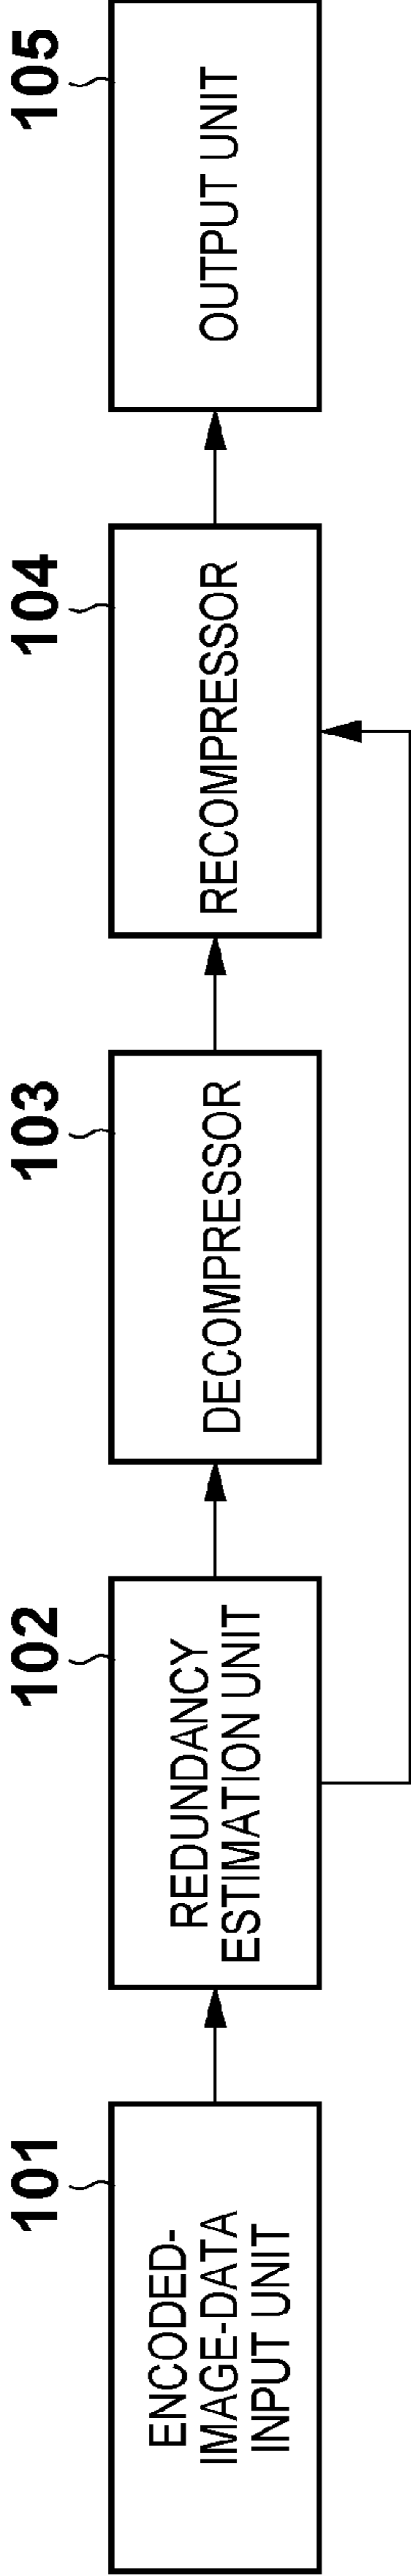 101
ENCODED-
IMAGE-DATA
INPUT UNIT
102
REDUNDANCY
ESTIMATION UNIT
103
DECOMPRESSOR
104
RECOMPRESSOR
105
OUTPUT UNIT